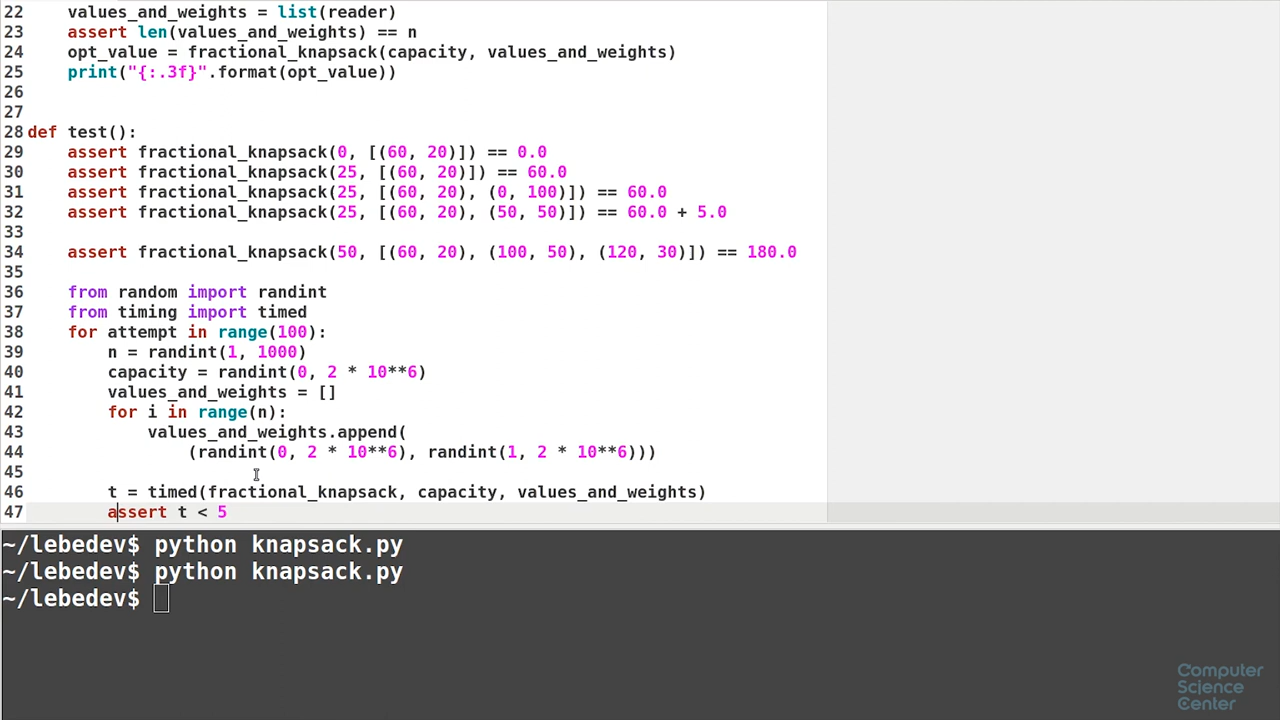 22    values_and_weights = list(reader)
23    assert len(values_and_weights) == n
24    opt_value = fractional_knapsack(capacity, values_and_weights)
25    print("{:.3f}".format(opt_value))
26
27
28 def test():
29    assert fractional_knapsack(0, [(60, 20)]) == 0.0
30    assert fractional_knapsack(25, [(60, 20)]) == 60.0
31    assert fractional_knapsack(25, [(60, 20), (0, 100)]) == 60.0
32    assert fractional_knapsack(25, [(60, 20), (50, 50)]) == 60.0 + 5.0
33
34    assert fractional_knapsack(50, [(60, 20), (100, 50), (120, 30)]) == 180.0
35
36    from random import randint
37    from timing import timed
38    for attempt in range(100):
39        n = randint(1, 1000)
40        capacity = randint(0, 2 * 10**6)
41        values_and_weights = []
42        for i in range(n):
43            values_and_weights.append(
44                (randint(0, 2 * 10**6), randint(1, 2 * 10**6)))
45
46        t = timed(fractional_knapsack, capacity, values_and_weights)
47        assert t < 5
~/lebedev$ python knapsack.py
~/lebedev$ python knapsack.py
~/lebedev$
Computer
Science
Center